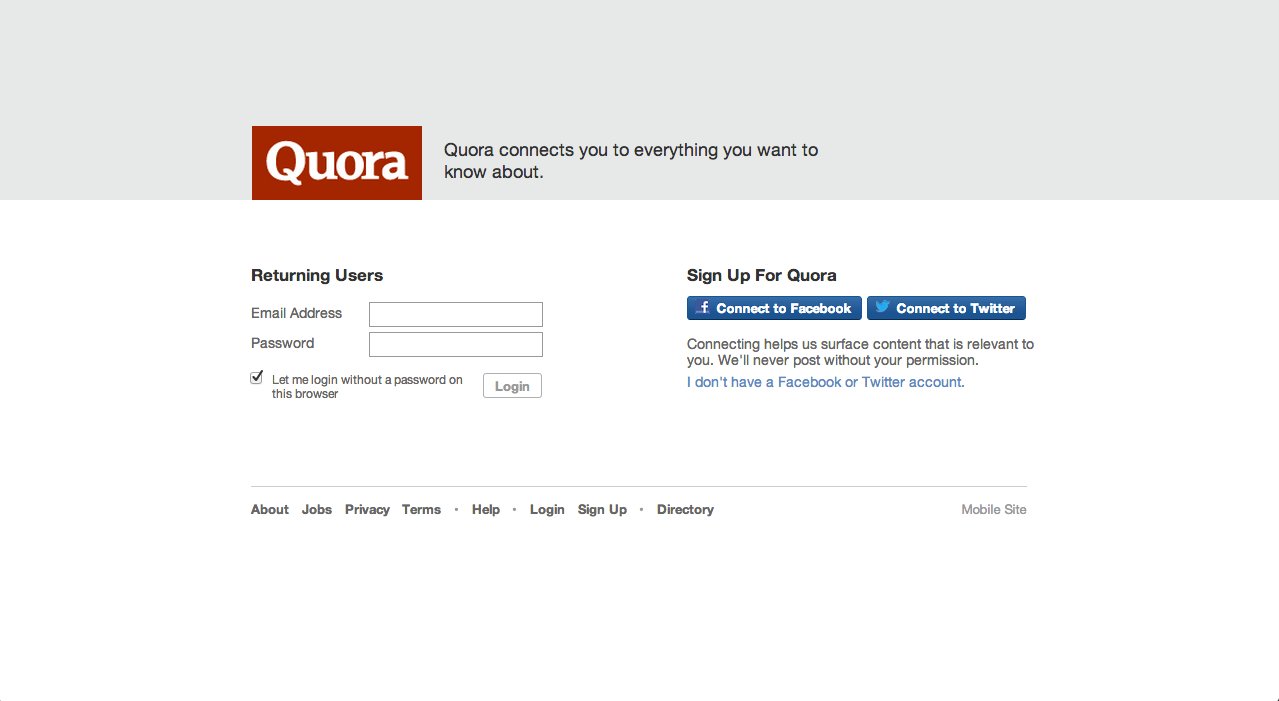 Quora
Quora connects you to everything you want to
know about.
Returning Users
Email Address
Password
Let me login without a password on
this browser
Login
Sign Up For Quora
Connect to Facebook
Connect to Twitter
Connecting helps us surface content that is relevant to
you. We'll never post without your permission.
I don't have a Facebook or Twitter account.
About Jobs Privacy Terms • Help • Login Sign Up • Directory
Mobile Site